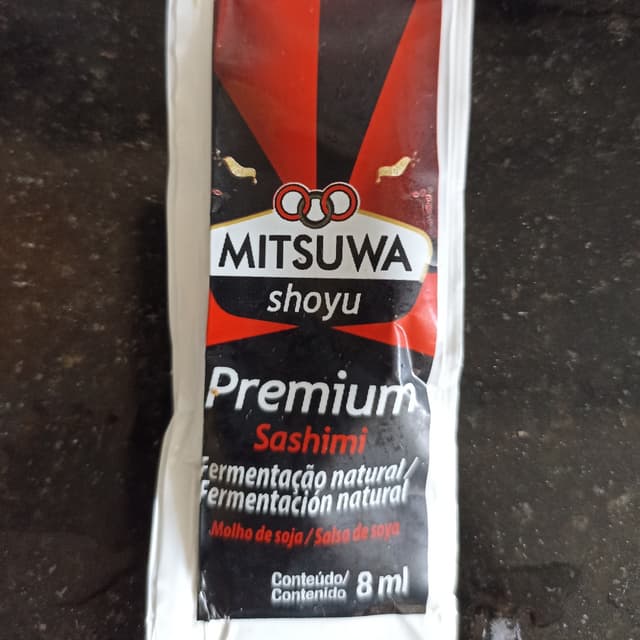 MITSUWA
shoyu
Premium
Sashimi
Fermentação natural/
Fermentación natural
Molho de soja / Salsa de soya
Conteúdo/
Contenido 8 ml